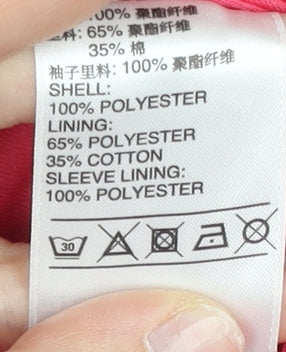 100% 聚酯纤维
里料: 65% 聚酯纤维
35% 棉
袖子里料: 100% 聚酯纤维
SHELL:
100% POLYESTER
LINING:
65% POLYESTER
35% COTTON
SLEEVE LINING:
100% POLYESTER
30